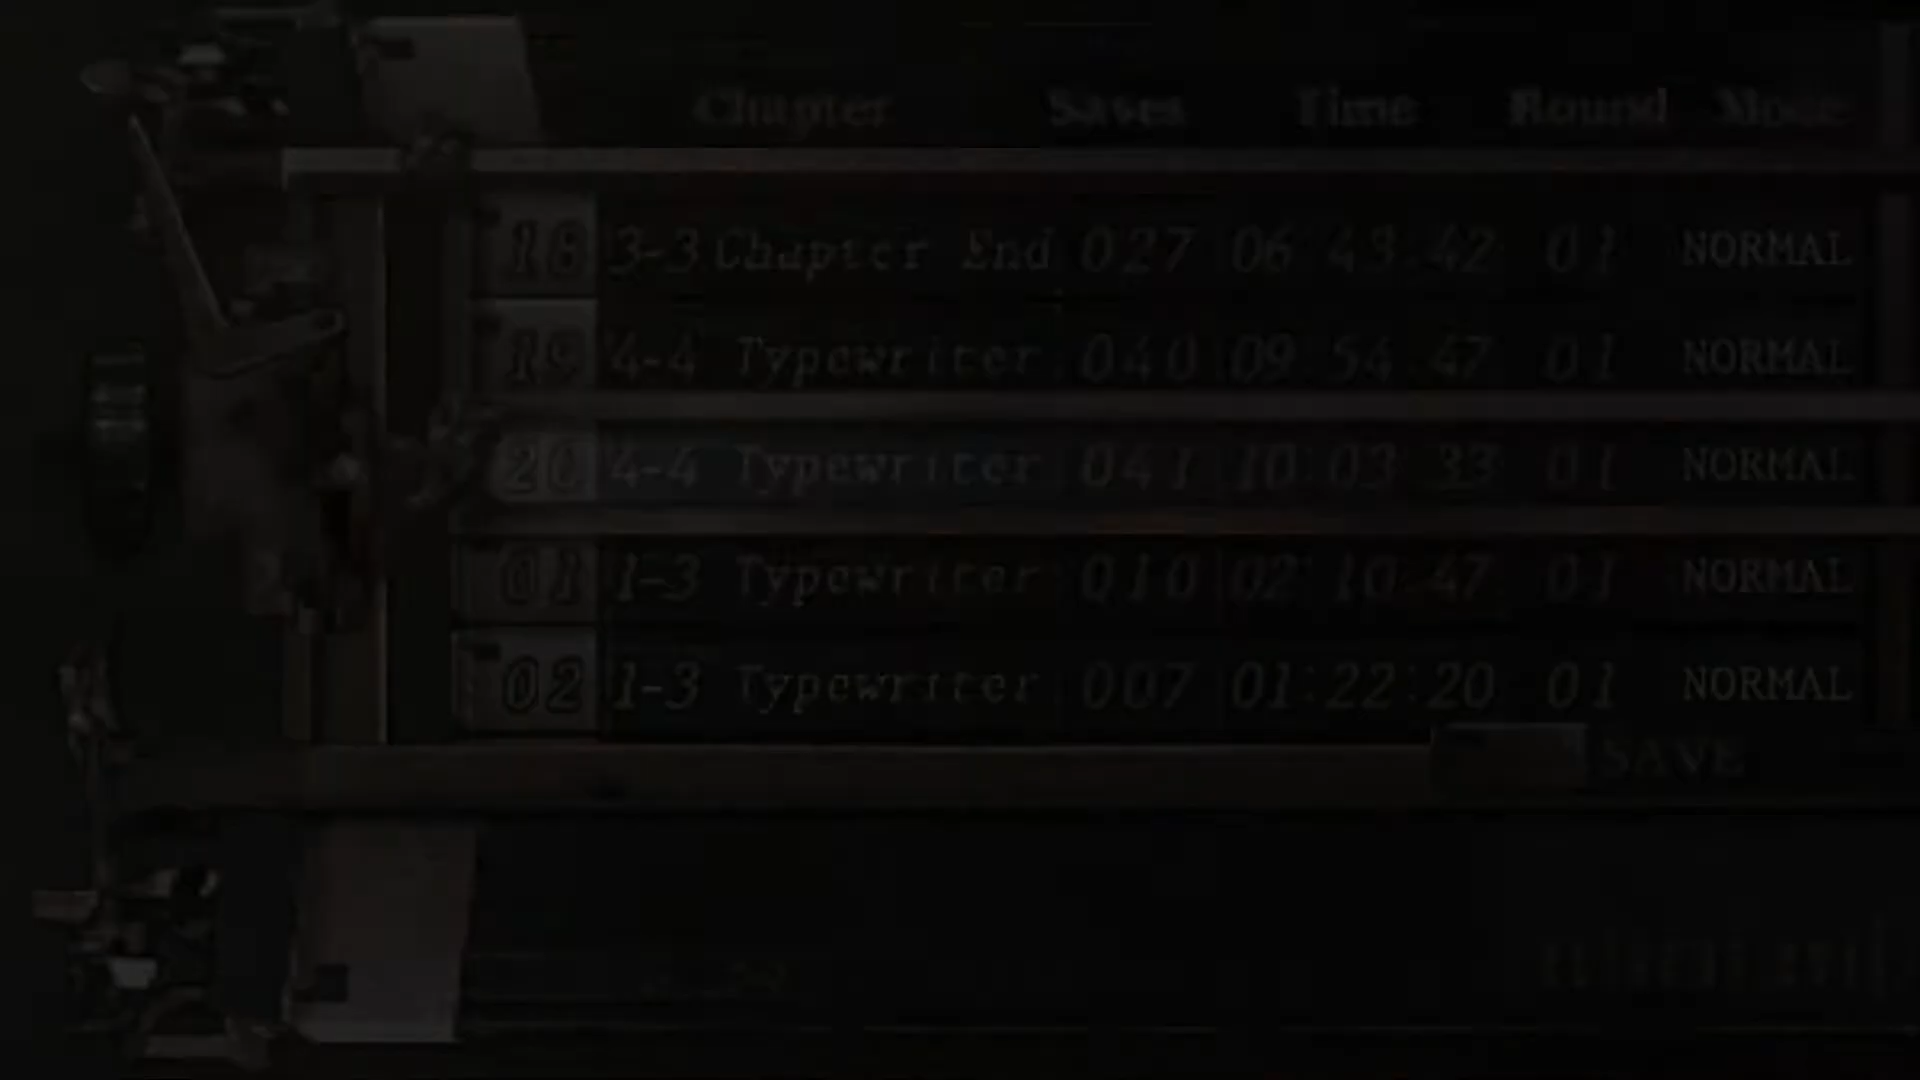 Chapter Saves Time Round Mode
18 3-3 Chapter End 027 06:43:42 01 NORMAL
19 4-4 Typewriter 040 09:54:47 01 NORMAL
20 4-4 Typewriter 041 10:03:33 01 NORMAL
01 1-3 Typewriter 010 02:10:47 01 NORMAL
02 1-3 Typewriter 007 01:22:20 01 NORMAL
SAVE
resident evil